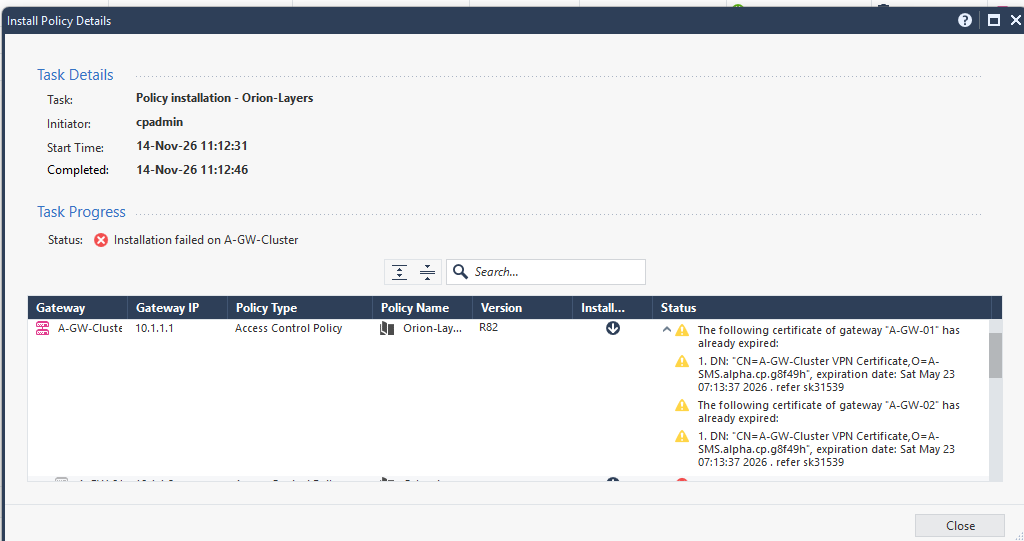 Install Policy Details
Task Details
Task: Policy installation - Orion-Layers
Initiator: cpadmin
Start Time: 14-Nov-26 11:12:31
Completed: 14-Nov-26 11:12:46
Task Progress
Status: Installation failed on A-GW-Cluster
Search...
Gateway Gateway IP Policy Type Policy Name Version Install... Status
A-GW-Cluste 10.1.1.1 Access Control Policy Orion-Lay... R82
The following certificate of gateway "A-GW-01" has
already expired:
1. DN: "CN=A-GW-Cluster VPN Certificate,O=A-
SMS.alpha.cp.g8f49h", expiration date: Sat May 23
07:13:37 2026 . refer sk31539
The following certificate of gateway "A-GW-02" has
already expired:
1. DN: "CN=A-GW-Cluster VPN Certificate,O=A-
SMS.alpha.cp.g8f49h", expiration date: Sat May 23
07:13:37 2026 . refer sk31539
Close